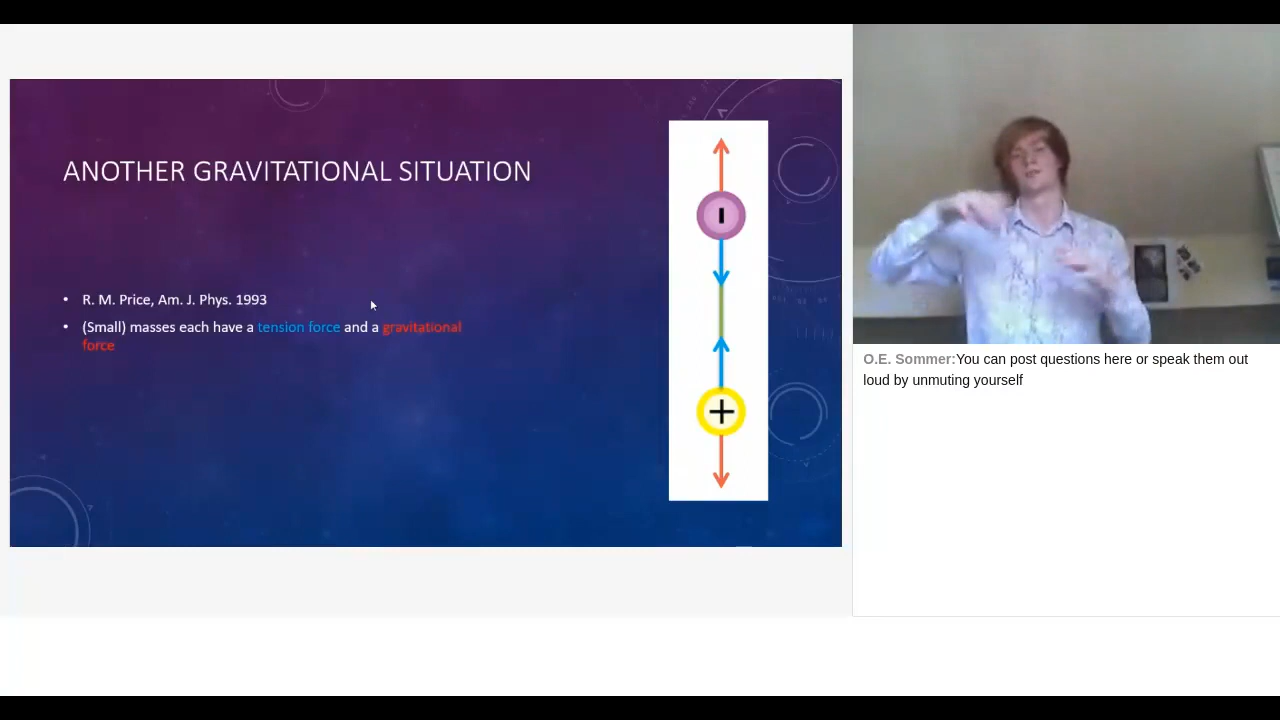 ANOTHER GRAVITATIONAL SITUATION
• R. M. Price, Am. J. Phys. 1993
• (Small) masses each have a tension force and a gravitational
force
O.E. Sommer:You can post questions here or speak them out
loud by unmuting yourself